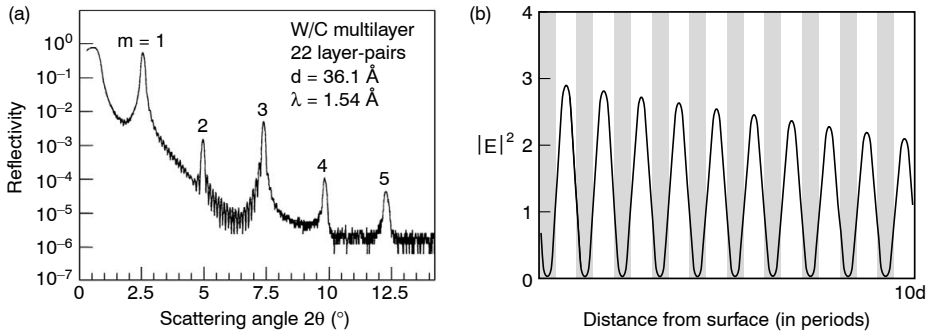 (a)
W/C multilayer
22 layer-pairs
d = 36.1 Å
λ = 1.54 Å
m = 1
2
3
4
5
10⁰
10⁻¹
10⁻²
10⁻³
10⁻⁴
10⁻⁵
10⁻⁶
10⁻⁷
Reflectivity
0 2.5 5.0 7.5 10 12.5
Scattering angle 2θ (°)
(b)
4
3
2
1
0
|E|²
10d
Distance from surface (in periods)